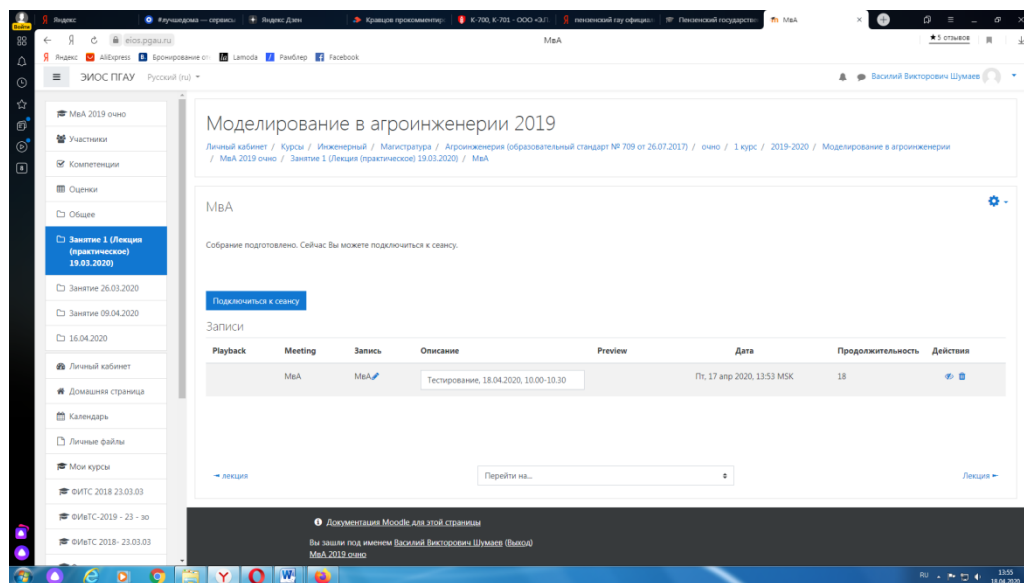 Войти
Яндекс
#лучшедома — сервисы
Яндекс Дзен
Кравцов прокомментиро
К-700, К-701 - ООО «Э.Л
пензенский гау официал
Пензенский государстве
МвА
Я
eios.pgau.ru
МвА
★ 5 отзывов
Яндекс
AliExpress
Бронирование от
Lamoda
Рамблер
Facebook
ЭИОС ПГАУ
Русский (ru)
Василий Викторович Шумаев
МвА 2019 очно
Участники
Компетенции
Оценки
Общее
Занятие 1 (Лекция
(практическое)
19.03.2020)
Занятие 26.03.2020
Занятие 09.04.2020
16.04.2020
Личный кабинет
Домашняя страница
Календарь
Личные файлы
Мои курсы
ФИТС 2018 23.03.03
ФИвТС-2019 - 23 - зо
ФИвТС 2018- 23.03.03
Моделирование в агроинженерии 2019
Личный кабинет / Курсы / Инженерный / Магистратура / Агроинженерия (образовательный стандарт № 709 от 26.07.2017) / очно / 1 курс / 2019-2020 / Моделирование в агроинженерии
/ МвА 2019 очно / Занятие 1 (Лекция (практическое) 19.03.2020) / МвА
МвА
Собрание подготовлено. Сейчас Вы можете подключиться к сеансу.
Подключиться к сеансу
Записи
Playback Meeting Запись Описание Preview Дата Продолжительность Действия
МвА МвА Тестирование, 18.04.2020, 10.00-10.30 Пт, 17 апр 2020, 13:53 MSK 18
→ лекция
Перейти на...
Лекция ←
Документация Moodle для этой страницы
Вы зашли под именем Василий Викторович Шумаев (Выход)
МвА 2019 очно
RU
13:55
18.04.2020